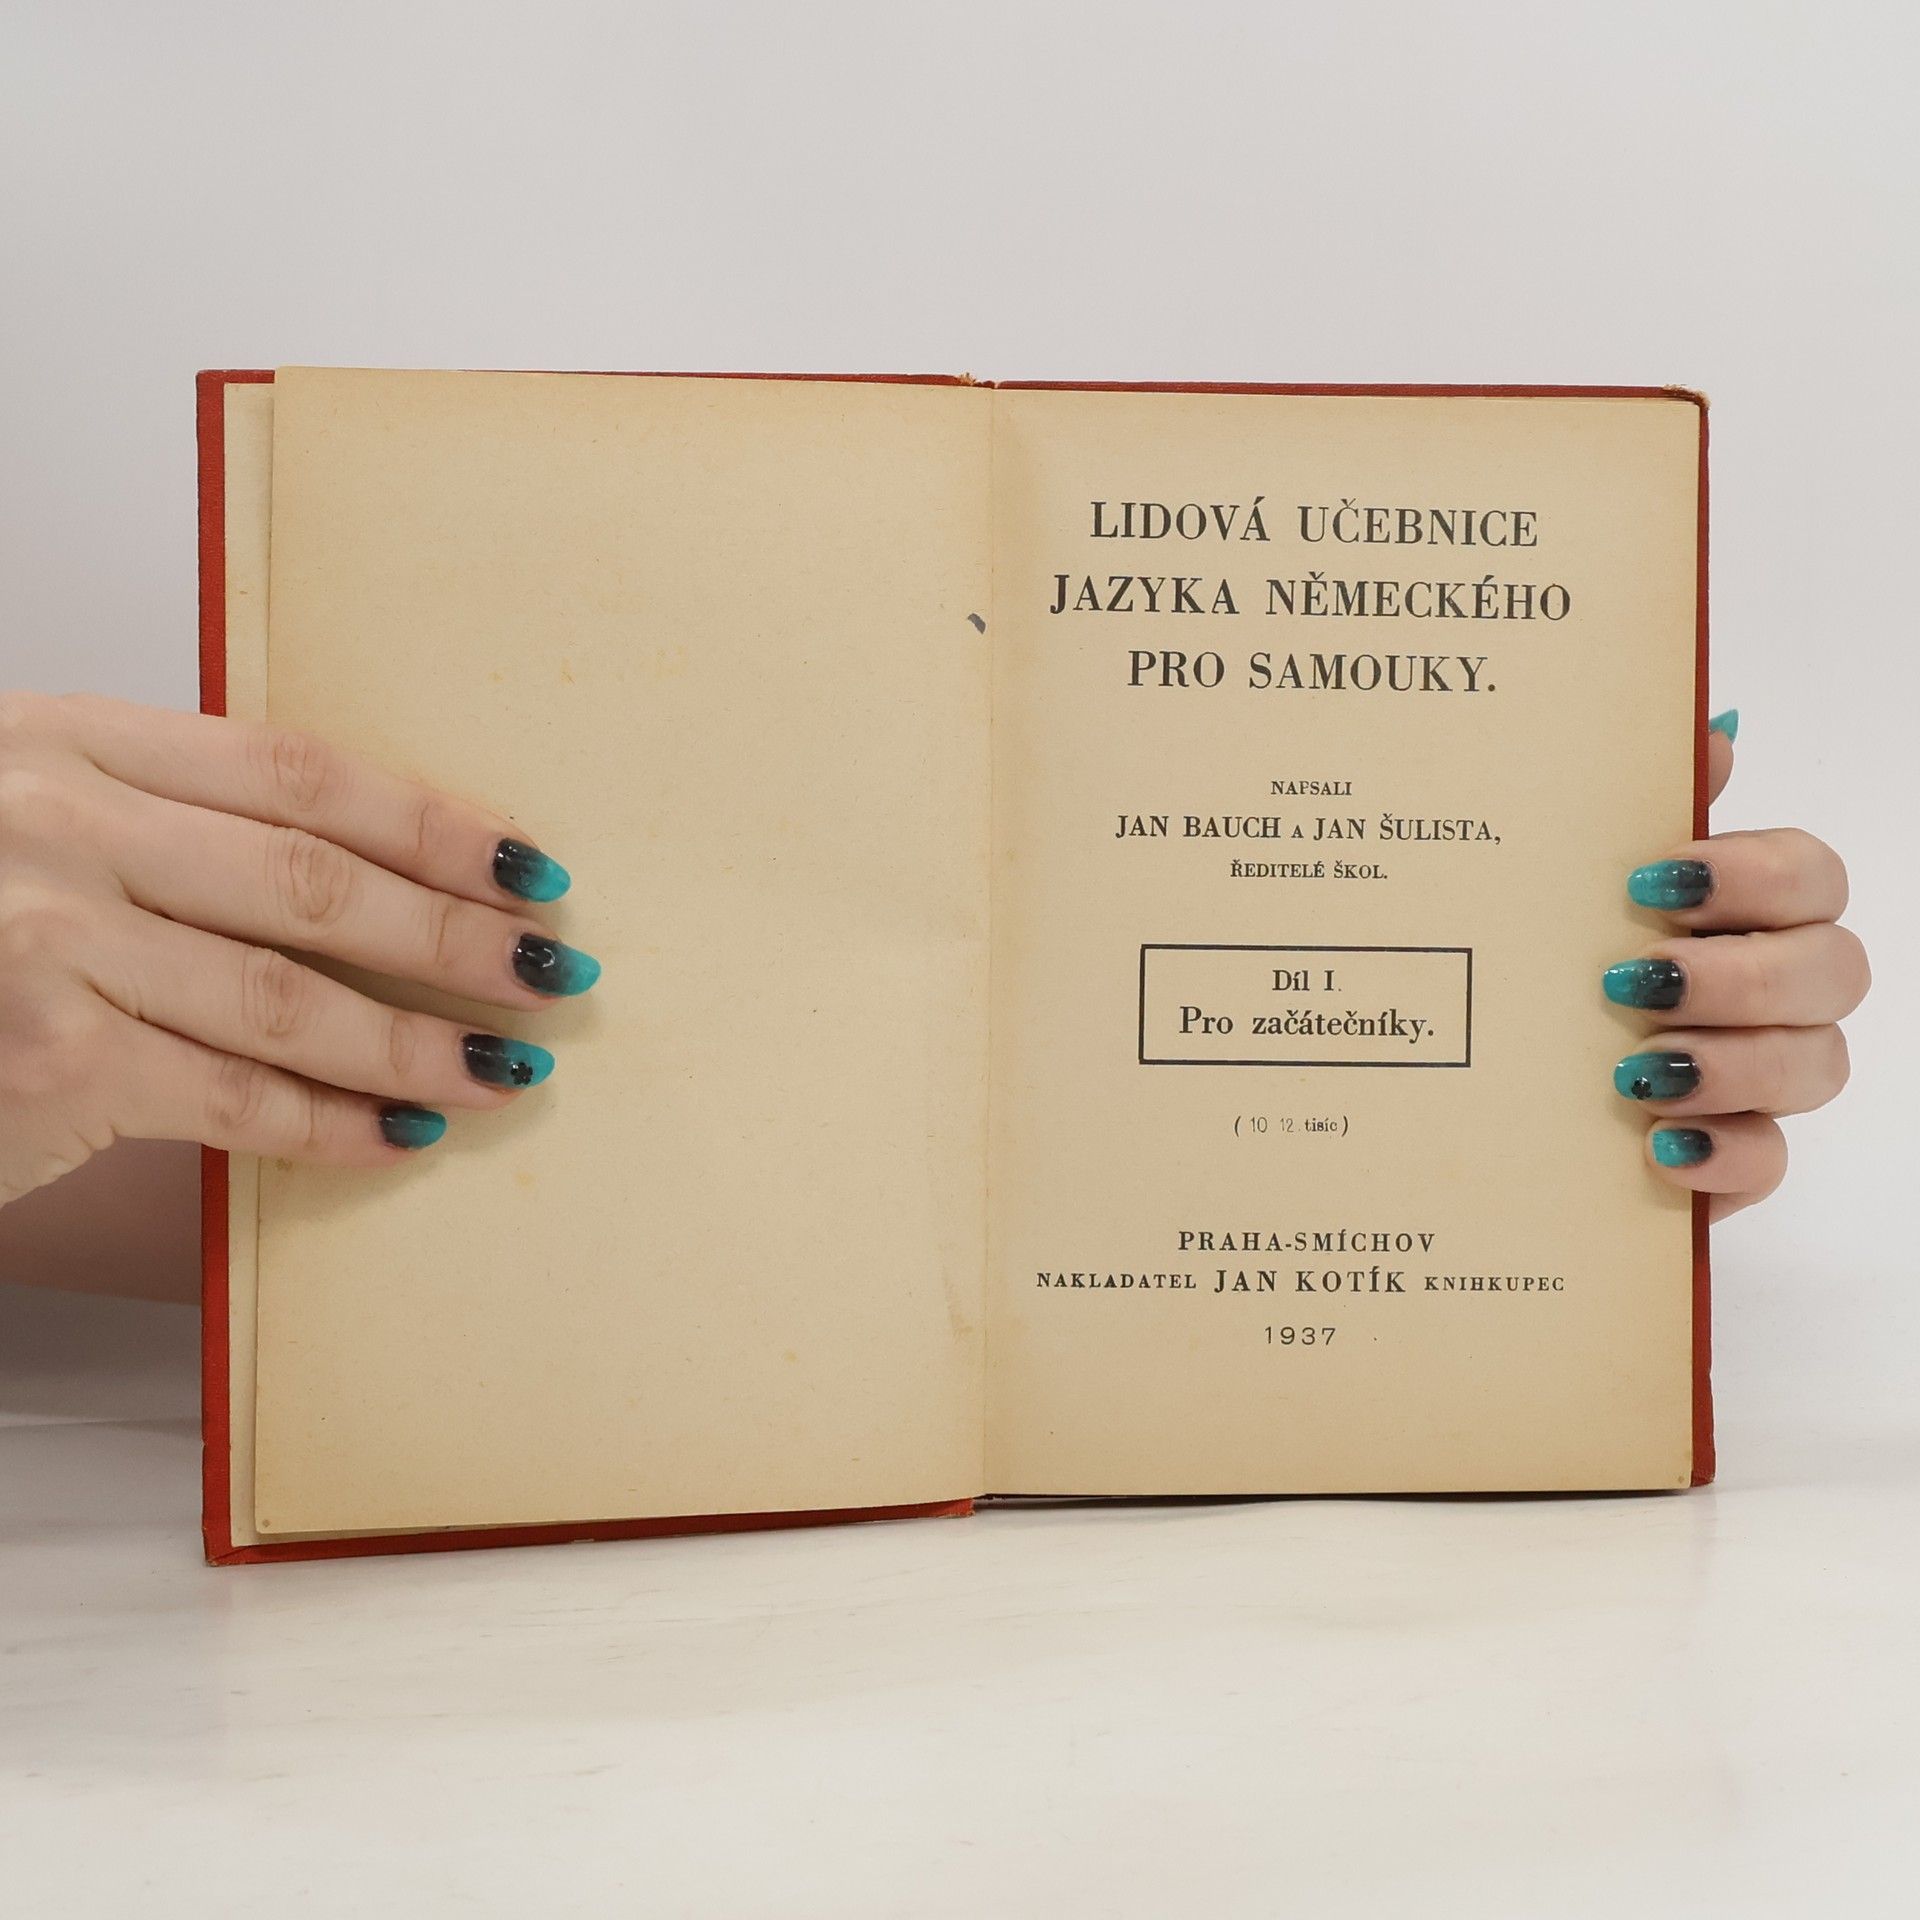 LIDOVÁ UČEBNICE
JAZYKA NĚMECKÉHO
PRO SAMOUKY.
NAPSALI
JAN BAUCH A JAN ŠULISTA,
ŘEDITELÉ ŠKOL.
Díl I.
Pro začátečníky.
( 10 12. tisíc )
PRAHA-SMÍCHOV
NAKLADATEL JAN KOTÍK KNIHKUPEC
1937